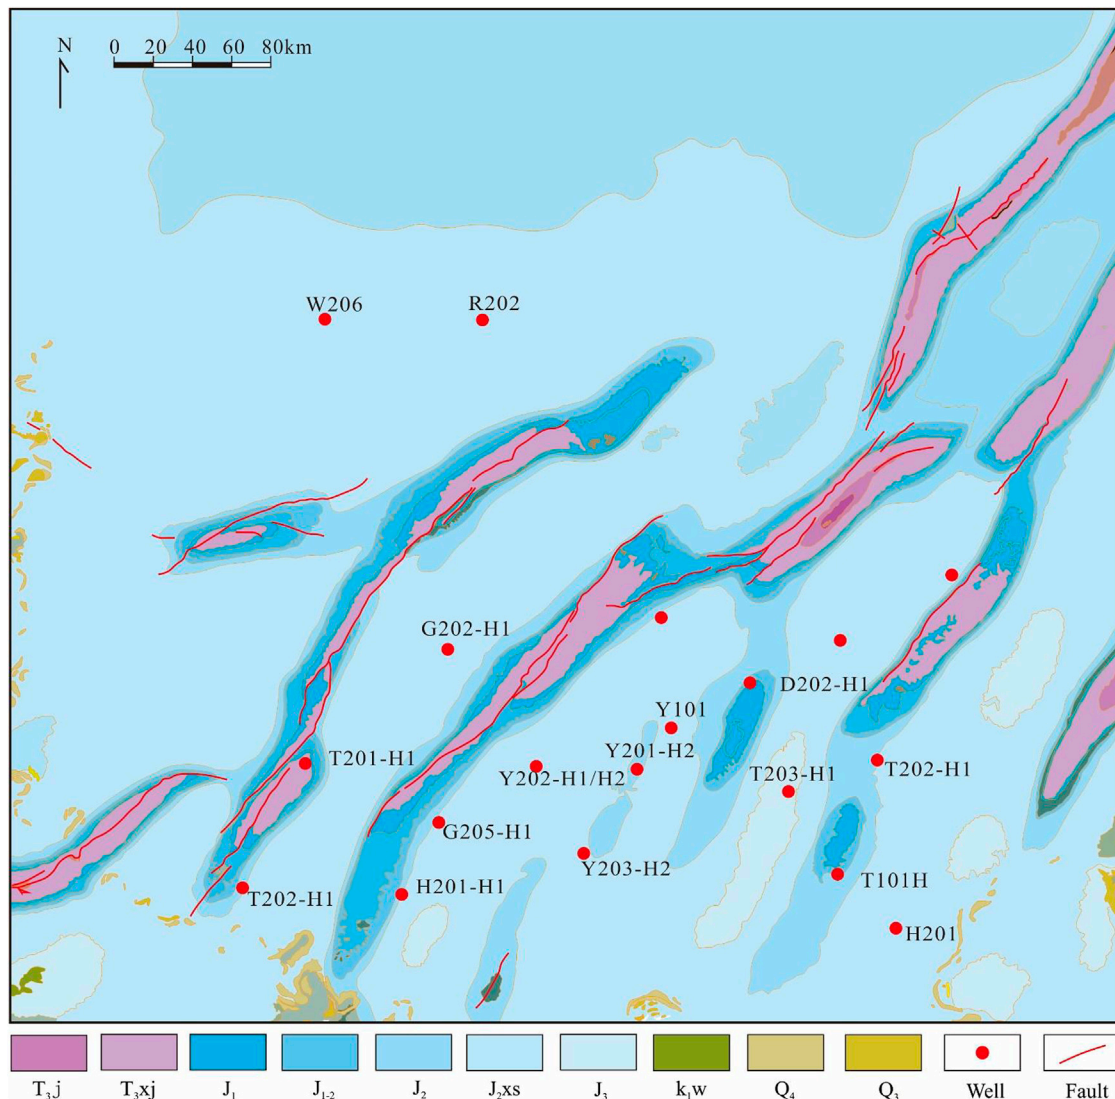 N
0 20 40 60 80km
W206
R202
G202-H1
D202-H1
Y101
T201-H1
Y201-H2
Y202-H1/H2
T203-H1
T202-H1
G205-H1
Y203-H2
T202-H1
H201-H1
T101H
H201
T₃j T₃xj J₁ J₁₋₂ J₂ J₂xs J₃ k₁w Q₄ Q₃ Well Fault